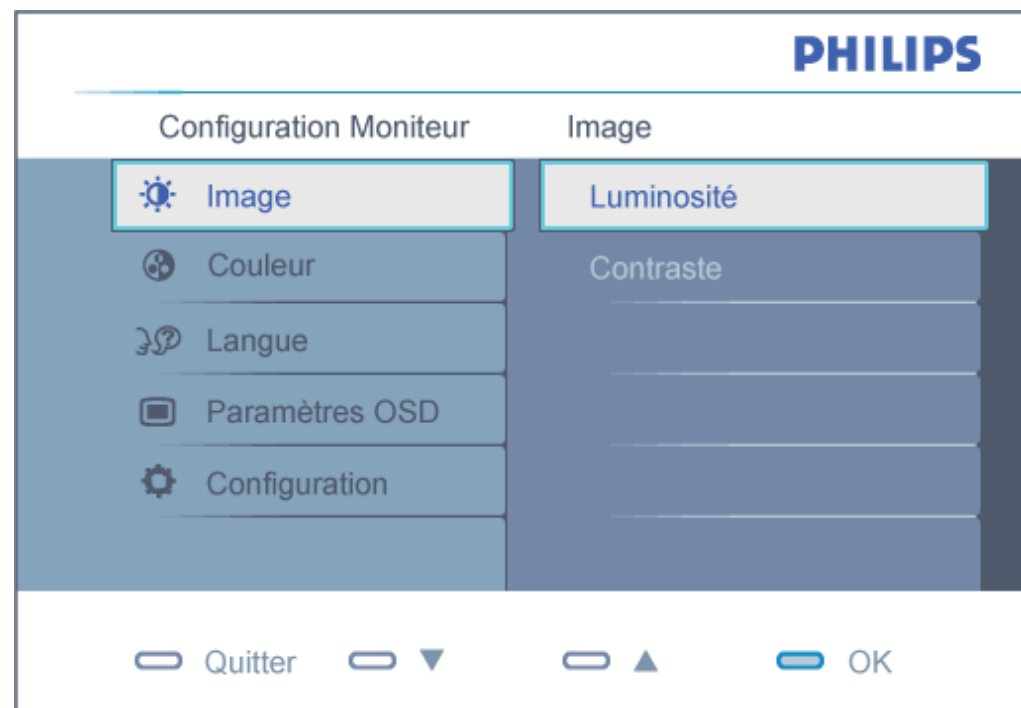 PHILIPS
Configuration Moniteur
Image
Image
Luminosité
Couleur
Contraste
Langue
Paramètres OSD
Configuration
Quitter ▼ ▲ OK